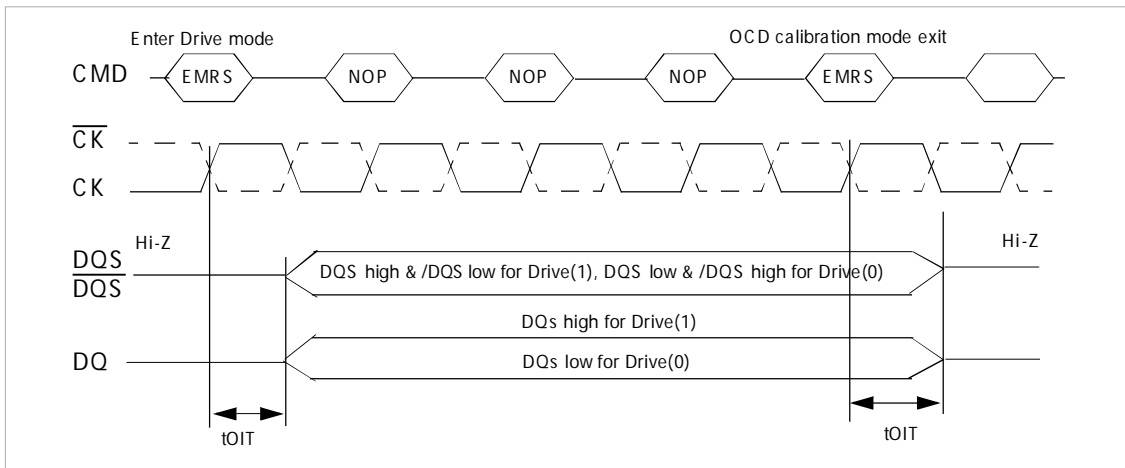 Enter Drive mode
OCD calibration mode exit
CMD
EMRS
NOP
NOP
NOP
EMRS
CK
CK
Hi-Z
Hi-Z
DQS
DQS
DQS high & /DQS low for Drive(1), DQS low & /DQS high for Drive(0)
DQs high for Drive(1)
DQ
DQs low for Drive(0)
tOIT
tOIT